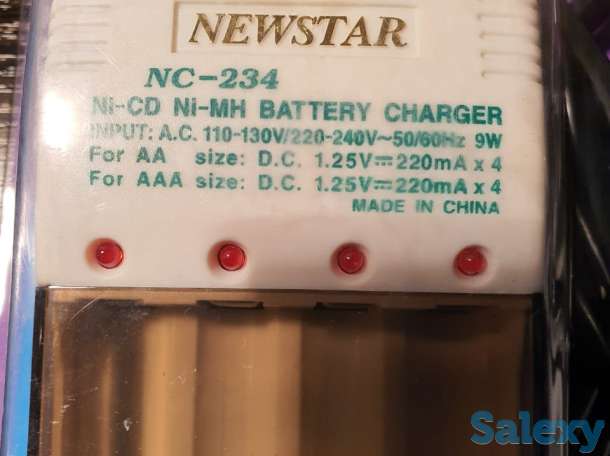 NEWSTAR
NC-234
Ni-CD Ni-MH BATTERY CHARGER
INPUT: A.C. 110-130V/220-240V~50/60Hz 9W
For AA size: D.C. 1.25V⎓220mA x 4
For AAA size: D.C. 1.25V⎓220mA x 4
MADE IN CHINA
Salexy